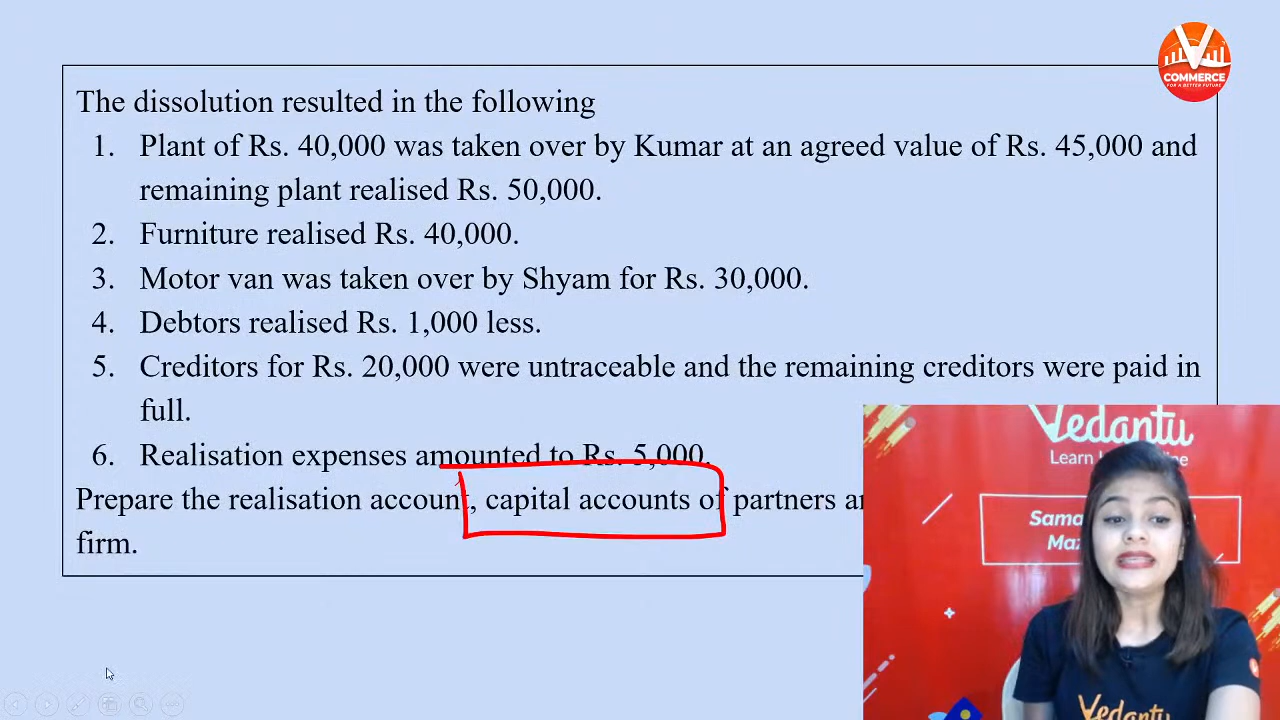 COMMERCE
FOR A BETTER FUTURE
The dissolution resulted in the following
1. Plant of Rs. 40,000 was taken over by Kumar at an agreed value of Rs. 45,000 and
remaining plant realised Rs. 50,000.
2. Furniture realised Rs. 40,000.
3. Motor van was taken over by Shyam for Rs. 30,000.
4. Debtors realised Rs. 1,000 less.
5. Creditors for Rs. 20,000 were untraceable and the remaining creditors were paid in
full.
6. Realisation expenses amounted to Rs. 5,000.
Prepare the realisation account, capital accounts of partners
firm.
Vedantu
Learn
Vedantu